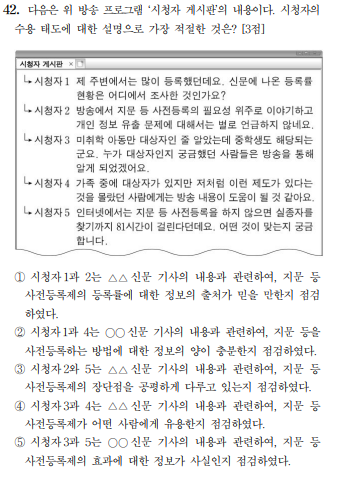 42. 다음은 위 방송 프로그램 '시청자 게시판'의 내용이다. 시청자의
수용 태도에 대한 설명으로 가장 적절한 것은? [3점]
시청자 게시판
시청자 1 제 주변에서는 많이 등록했던데요. 신문에 나온 등록률
현황은 어디에서 조사한 것인가요?
시청자 2 방송에서 지문 등 사전등록의 필요성 위주로 이야기하고
개인 정보 유출 문제에 대해서는 별로 언급하지 않네요.
시청자 3 미취학 아동만 대상자인 줄 알았는데 중학생도 해당되는
군요. 누가 대상자인지 궁금했던 사람들은 방송을 통해
알게 되었겠어요.
시청자 4 가족 중에 대상자가 있지만 저처럼 이런 제도가 있다는
것을 몰랐던 사람에게는 방송 내용이 도움이 될 것 같아요.
시청자 5 인터넷에서는 지문 등 사전등록을 하지 않으면 실종자를
찾기까지 81시간이 걸린다던데요. 어떤 것이 맞는지 궁금
합니다.
① 시청자 1과 2는 △△ 신문 기사의 내용과 관련하여, 지문 등
사전등록제의 등록률에 대한 정보의 출처가 믿을 만한지 점검
하였다.
② 시청자 1과 4는 ○○ 신문 기사의 내용과 관련하여, 지문 등을
사전등록하는 방법에 대한 정보의 양이 충분한지 점검하였다.
③ 시청자 2와 5는 △△ 신문 기사의 내용과 관련하여, 지문 등
사전등록제의 장단점을 공평하게 다루고 있는지 점검하였다.
④ 시청자 3과 4는 △△ 신문 기사의 내용과 관련하여, 지문 등
사전등록제가 어떤 사람에게 유용한지 점검하였다.
⑤ 시청자 3과 5는 ○○ 신문 기사의 내용과 관련하여, 지문 등
사전등록제의 효과에 대한 정보가 사실인지 점검하였다.